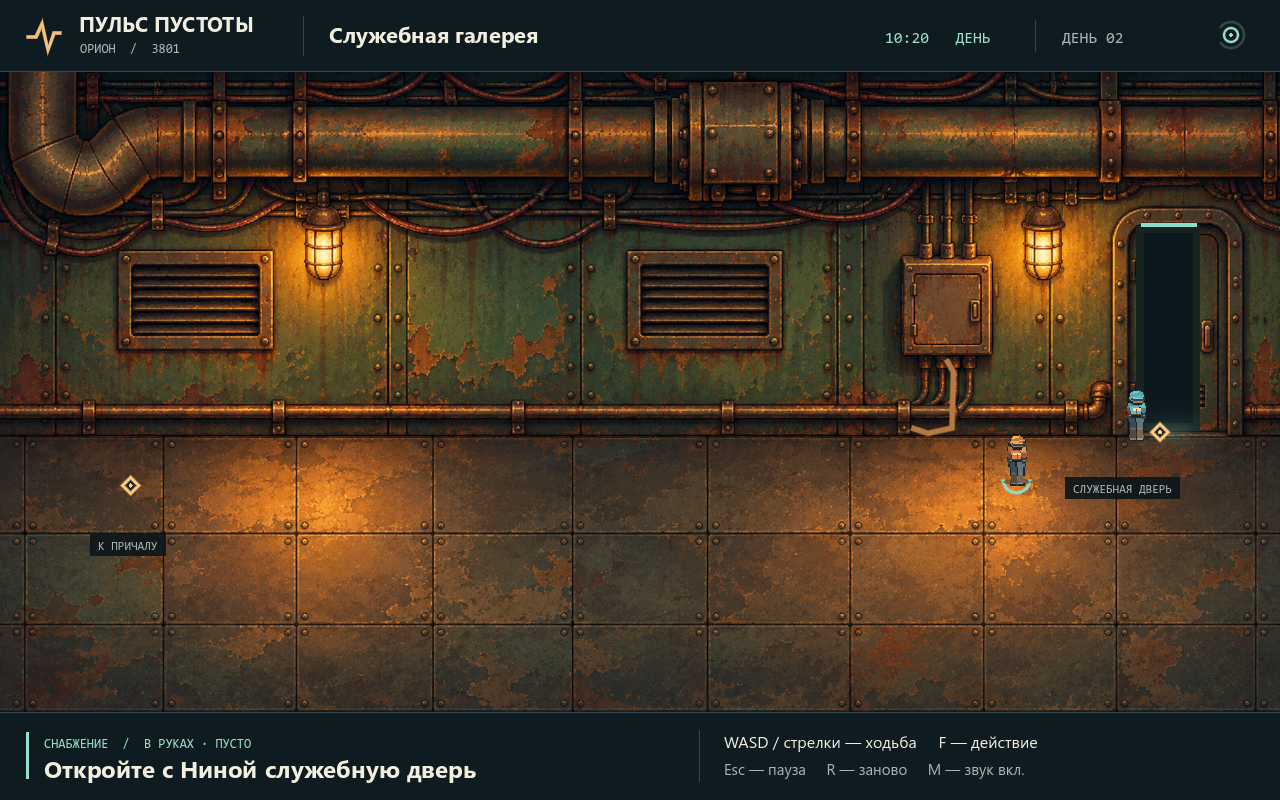 ПУЛЬС ПУСТОТЫ
ОРИОН / 3801
Служебная галерея
10:20 ДЕНЬ
ДЕНЬ 02
СЛУЖЕБНАЯ ДВЕРЬ
К ПРИЧАЛУ
СНАБЖЕНИЕ / В РУКАХ · ПУСТО
Откройте с Ниной служебную дверь
WASD / стрелки — ходьба F — действие
Esc — пауза R — заново M — звук вкл.